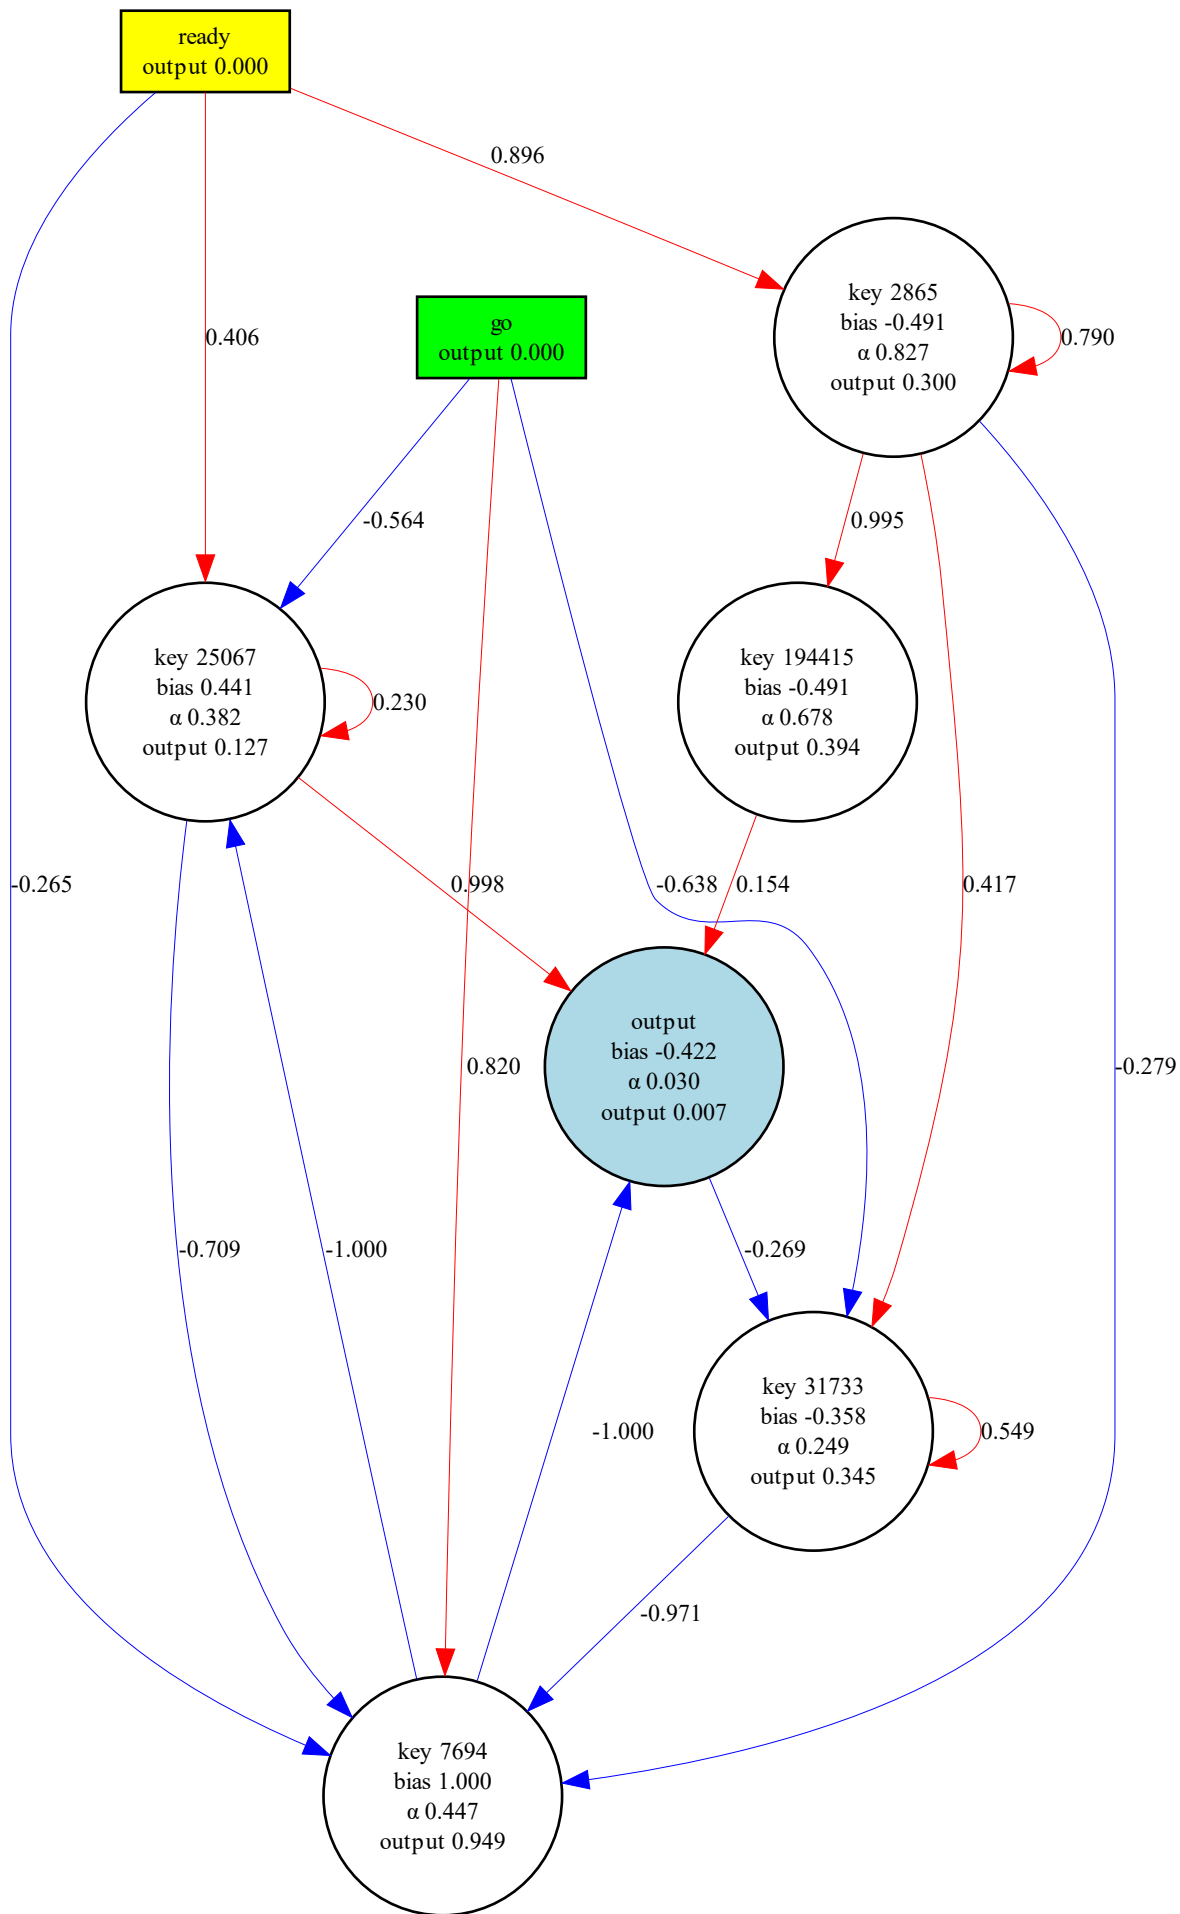 ready
output 0.000
0.896
key 2865
bias -0.491
α 0.827
output 0.300
0.790
go
output 0.000
0.406
-0.564
0.995
key 25067
bias 0.441
α 0.382
output 0.127
0.230
key 194415
bias -0.491
α 0.678
output 0.394
-0.265
0.998
-0.638
0.154
0.417
output
bias -0.422
α 0.030
output 0.007
0.820
-0.279
-0.709
-1.000
-0.269
key 31733
bias -0.358
α 0.249
output 0.345
0.549
-1.000
-0.971
key 7694
bias 1.000
α 0.447
output 0.949